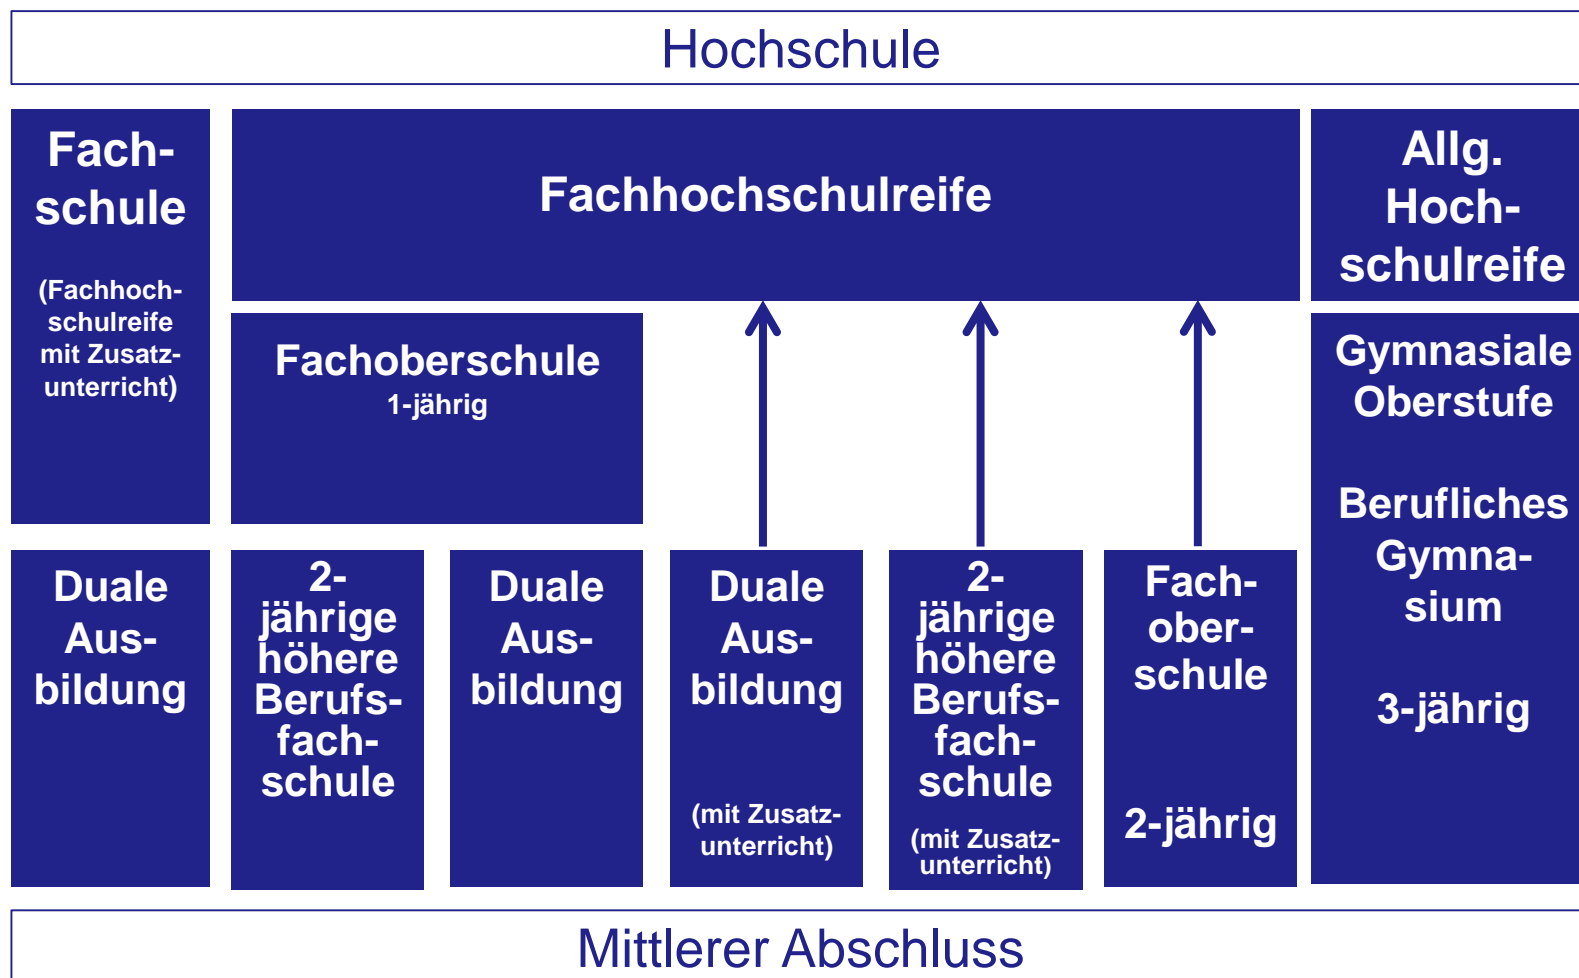 Hochschule
Fach-
schule
(Fachhoch-
schulreife
mit Zusatz-
unterricht)
Fachhochschulreife
Allg.
Hoch-
schulreife
Fachoberschule
1-jährig
Gymnasiale
Oberstufe
Berufliches
Gymna-
sium
3-jährig
Duale
Aus-
bildung
2-
jährige
höhere
Berufs-
fach-
schule
Duale
Aus-
bildung
Duale
Aus-
bildung
(mit Zusatz-
unterricht)
2-
jährige
höhere
Berufs-
fach-
schule
(mit Zusatz-
unterricht)
Fach-
ober-
schule
2-jährig
Mittlerer Abschluss